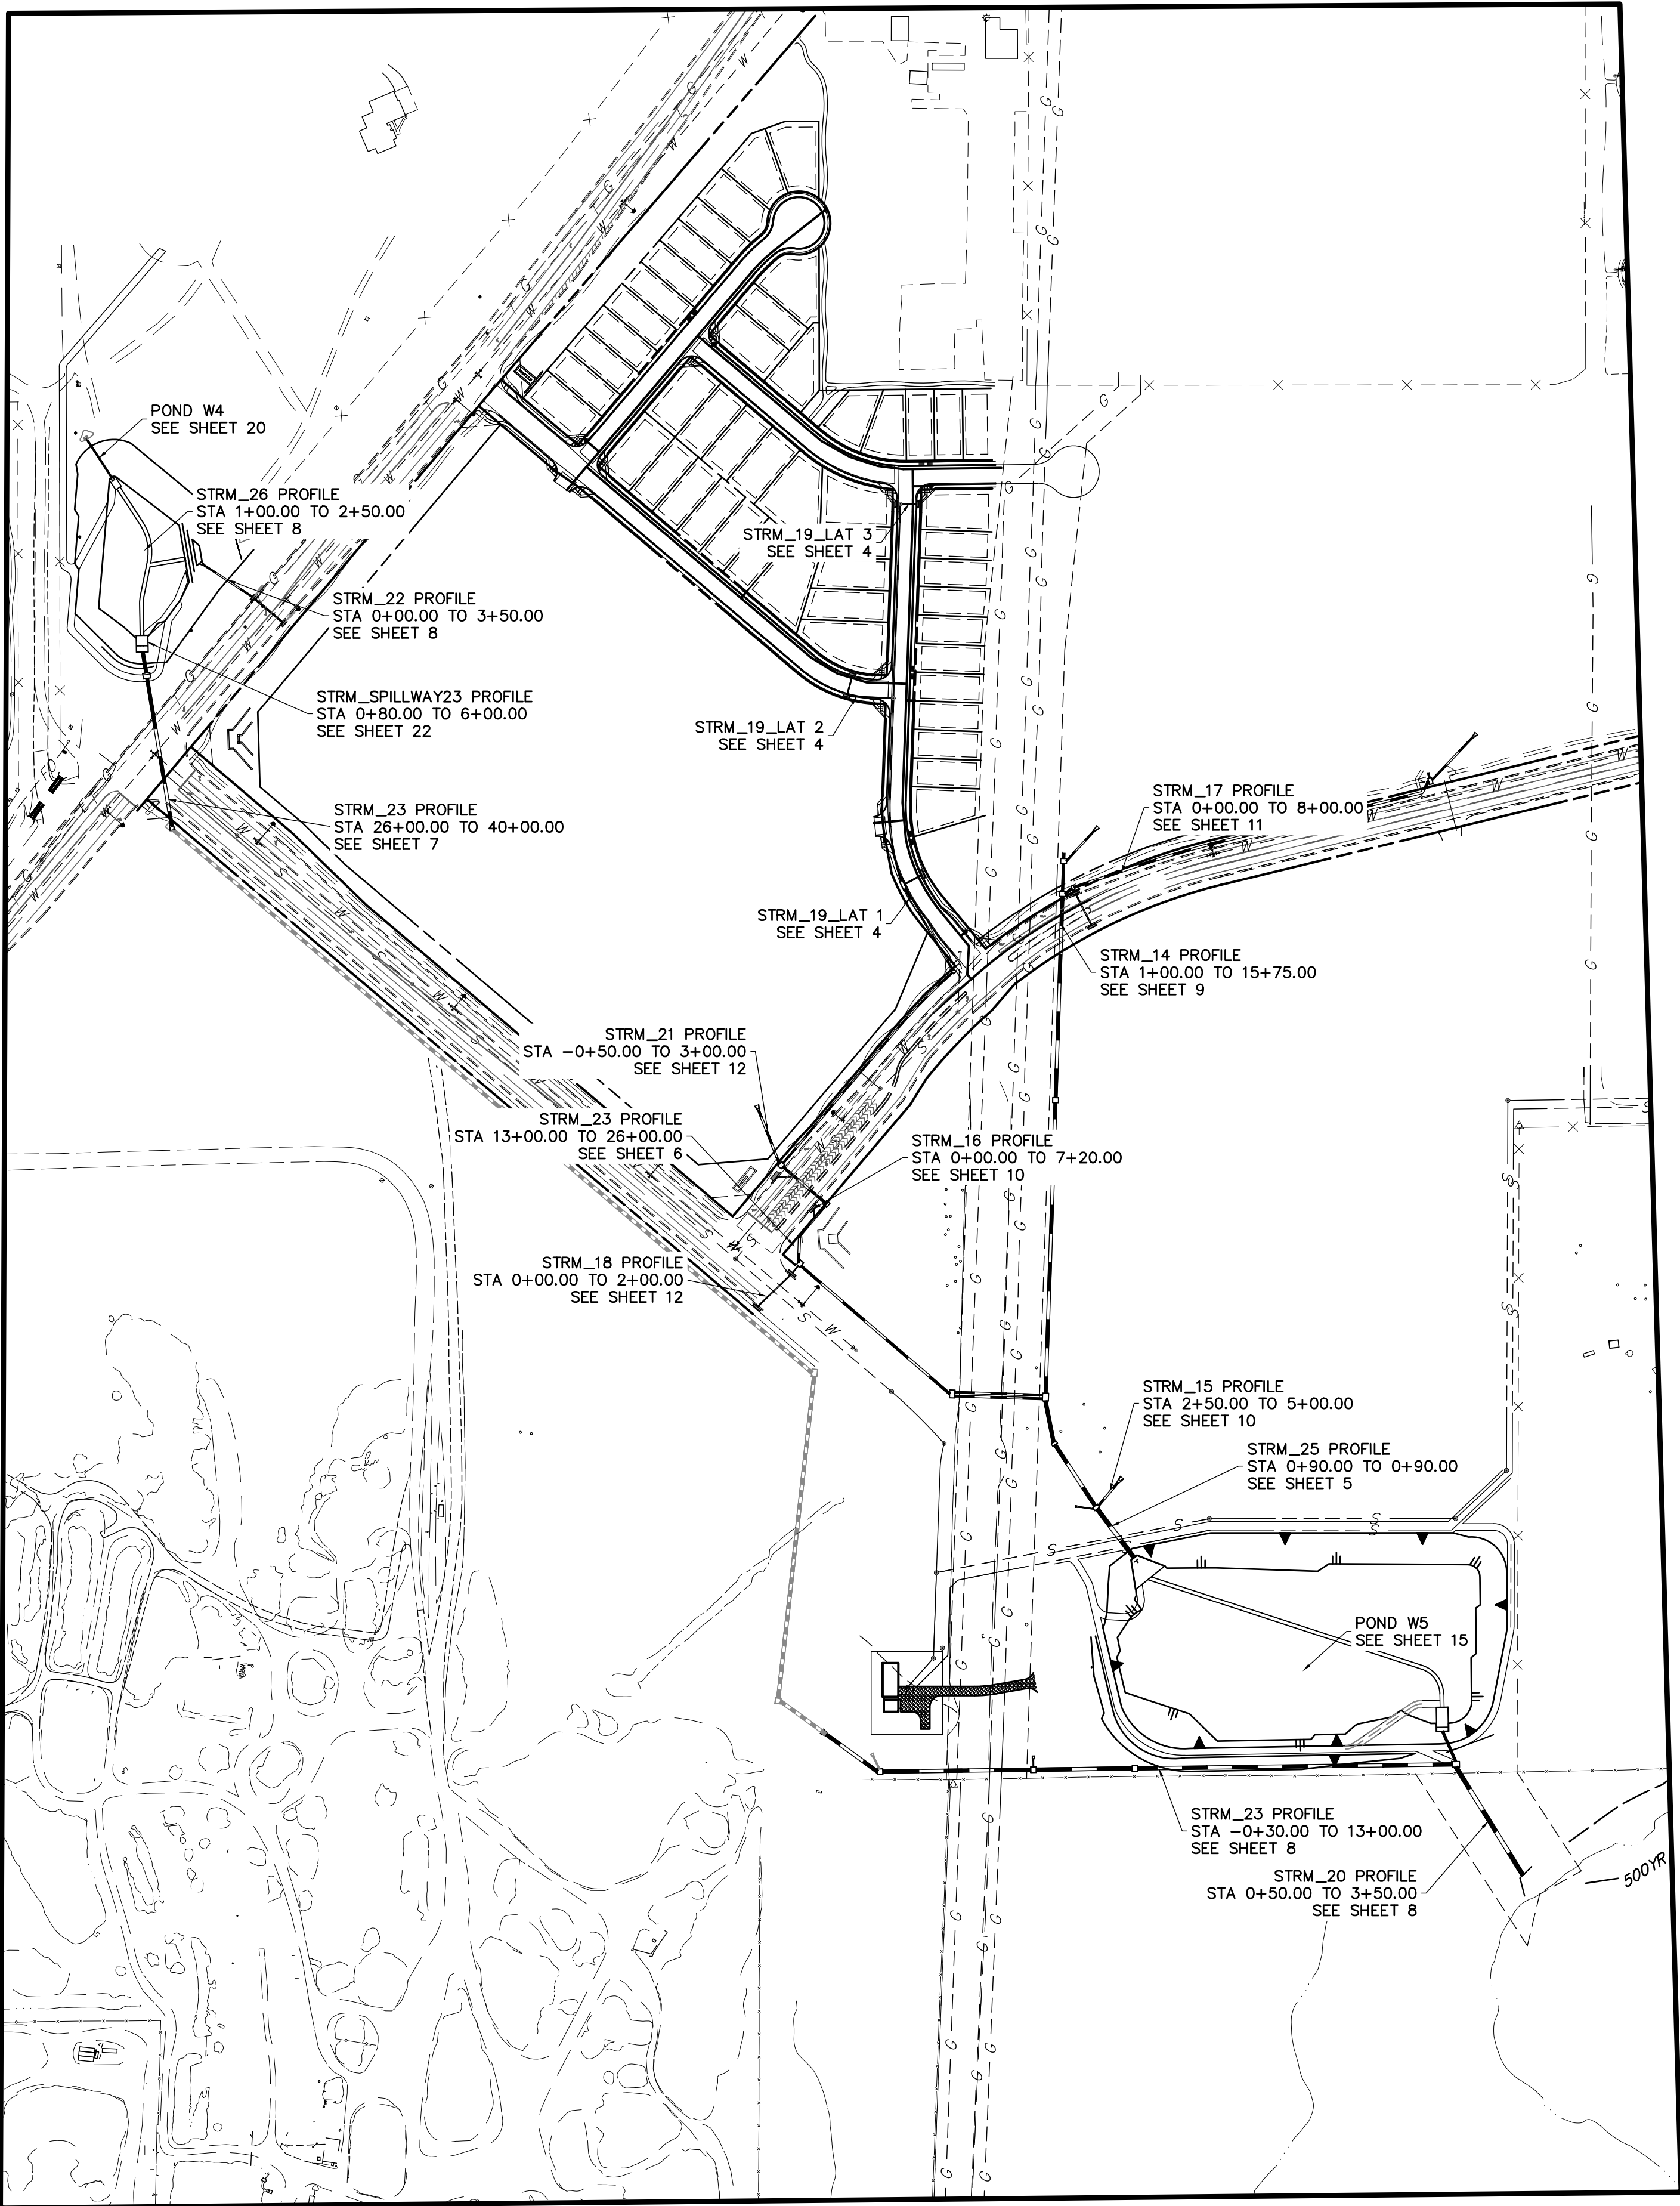 POND W4
SEE SHEET 20
STRM_26 PROFILE
STA 1+00.00 TO 2+50.00
SEE SHEET 8
STRM_19_LAT 3
SEE SHEET 4
STRM_22 PROFILE
STA 0+00.00 TO 3+50.00
SEE SHEET 8
STRM_SPILLWAY23 PROFILE
STA 0+80.00 TO 6+00.00
SEE SHEET 22
STRM_19_LAT 2
SEE SHEET 4
STRM_23 PROFILE
STA 26+00.00 TO 40+00.00
SEE SHEET 7
STRM_17 PROFILE
STA 0+00.00 TO 8+00.00
SEE SHEET 11
STRM_19_LAT 1
SEE SHEET 4
STRM_14 PROFILE
STA 1+00.00 TO 15+75.00
SEE SHEET 9
STRM_21 PROFILE
STA -0+50.00 TO 3+00.00
SEE SHEET 12
STRM_23 PROFILE
STA 13+00.00 TO 26+00.00
SEE SHEET 6
STRM_16 PROFILE
STA 0+00.00 TO 7+20.00
SEE SHEET 10
STRM_18 PROFILE
STA 0+00.00 TO 2+00.00
SEE SHEET 12
STRM_15 PROFILE
STA 2+50.00 TO 5+00.00
SEE SHEET 10
STRM_25 PROFILE
STA 0+90.00 TO 0+90.00
SEE SHEET 5
POND W5
SEE SHEET 15
STRM_23 PROFILE
STA -0+30.00 TO 13+00.00
SEE SHEET 8
STRM_20 PROFILE
STA 0+50.00 TO 3+50.00
SEE SHEET 8
500YR